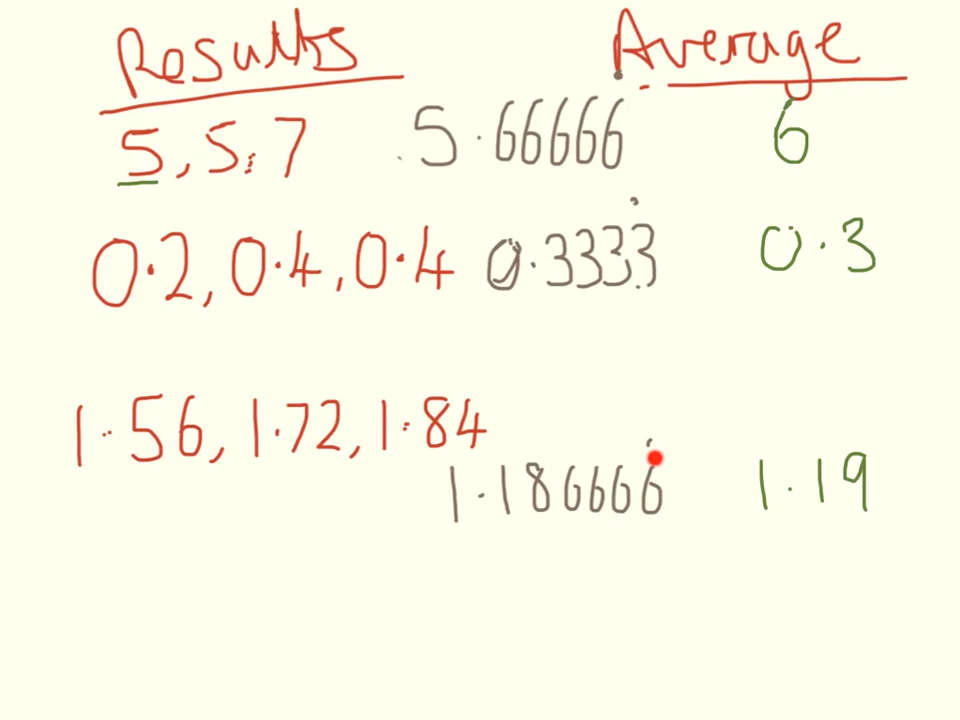 Results Average
5, 5, 7 5.66666 6
0.2, 0.4, 0.4 0.3333 0.3
1.56, 1.72, 1.84
1.186666 1.19